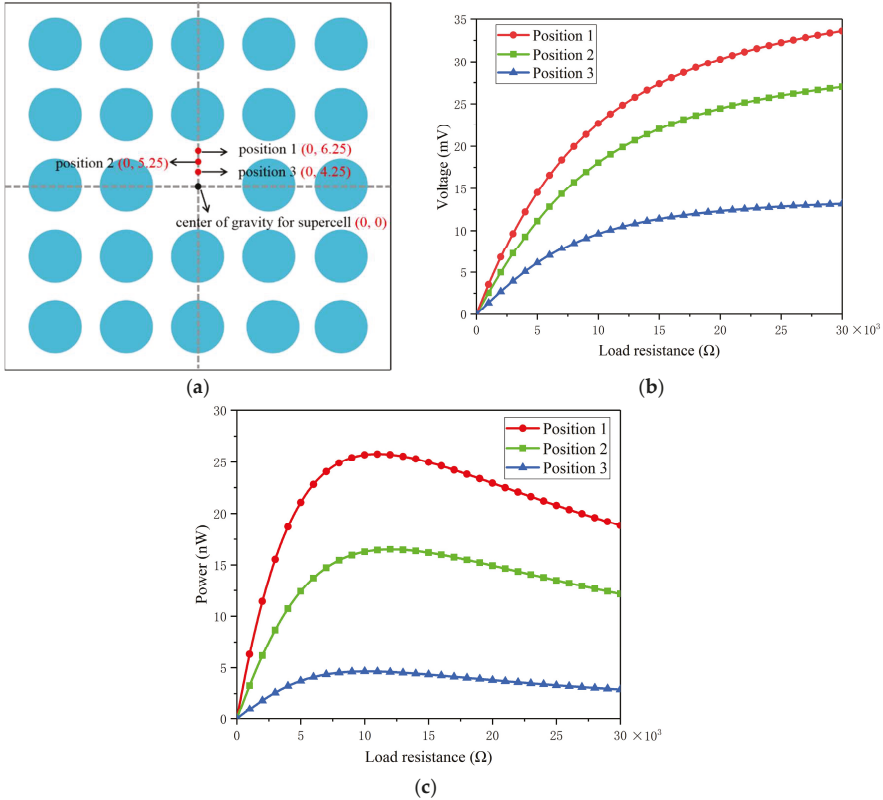 position 1 (0, 6.25)
position 2 (0, 5.25)
position 3 (0, 4.25)
center of gravity for supercell (0, 0)
(a)
35
30
25
20
15
10
5
0
Voltage (mV)
Position 1
Position 2
Position 3
0 5 10 15 20 25 30 ×10³
Load resistance (Ω)
(b)
30
25
20
15
10
5
0
Power (nW)
Position 1
Position 2
Position 3
0 5 10 15 20 25 30 ×10³
Load resistance (Ω)
(c)